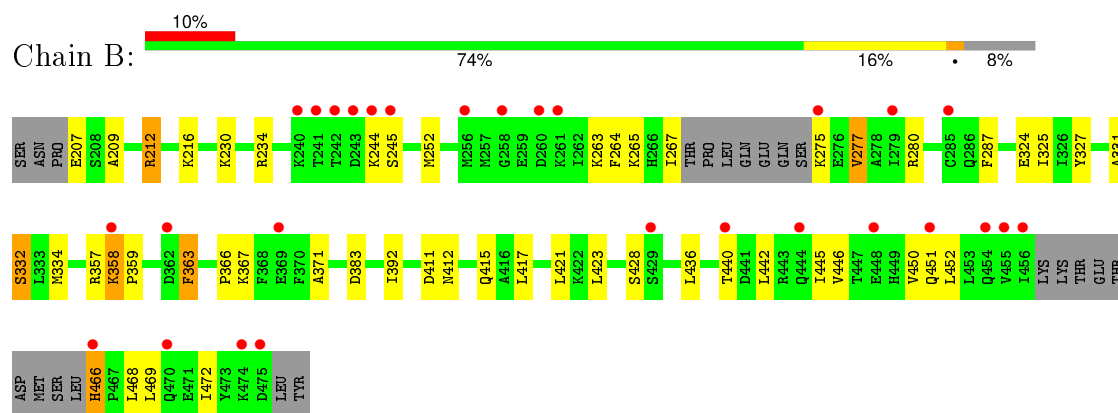 10%
Chain B:
74% 16% • 8%
SER ASN PRO E207 S208 A209 R212 K216 K230 R234 K240 T241 T242 D243 K244 S245 M252 M256 M257 G258 E259 D260 K261 I262 K263 F264 K265 H266 I267 THR PRO LEU GLN GLU GLN SER K275 E276 V277 A278 I279 R280 C285 Q286 F287 E324 I325 I326 Y327 A331
S332 L333 M334 R357 K358 P359 D362 F363 P366 K367 F368 E369 F370 A371 D383 I392 D411 N412 Q415 A416 L417 L421 K422 L423 S428 S429 L436 T440 D441 L442 R443 Q444 I445 V446 T447 E448 H449 V450 Q451 L452 L453 Q454 V455 I456 LYS LYS THR GLU THR
ASP MET SER LEU H466 P467 L468 L469 Q470 E471 I472 Y473 K474 D475 LEU TYR